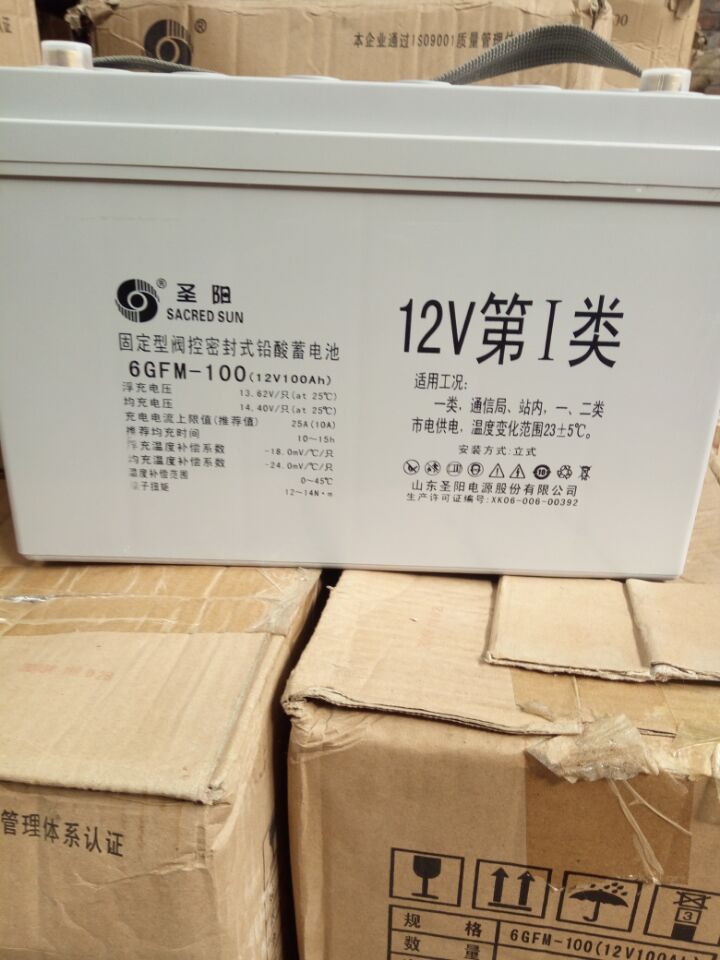 本企业通过ISO9001质量管理体
00
®
圣阳
SACRED SUN
固定型阀控密封式铅酸蓄电池
6GFM-100(12V100Ah)
浮充电压 13.62V/只(at 25℃)
均充电压 14.40V/只(at 25℃)
充电电流上限值(推荐值) 25A(10A)
推荐均充时间 10~15h
充温度补偿系数 -18.0mV/℃/只
均充温度补偿系数 -24.0mV/℃/只
温度补偿范围 0~45℃
子扭矩 12~14N·m
12V第I类
适用工况:
一类,通信局、站内,一、二类
市电供电,温度变化范围23±5℃。
安装方式:立式
山东圣阳电源股份有限公司
生产许可证编号:XK06-006-00392
管理体系认证
3
规 格 6GFM-100(12V100Ah)
数 量